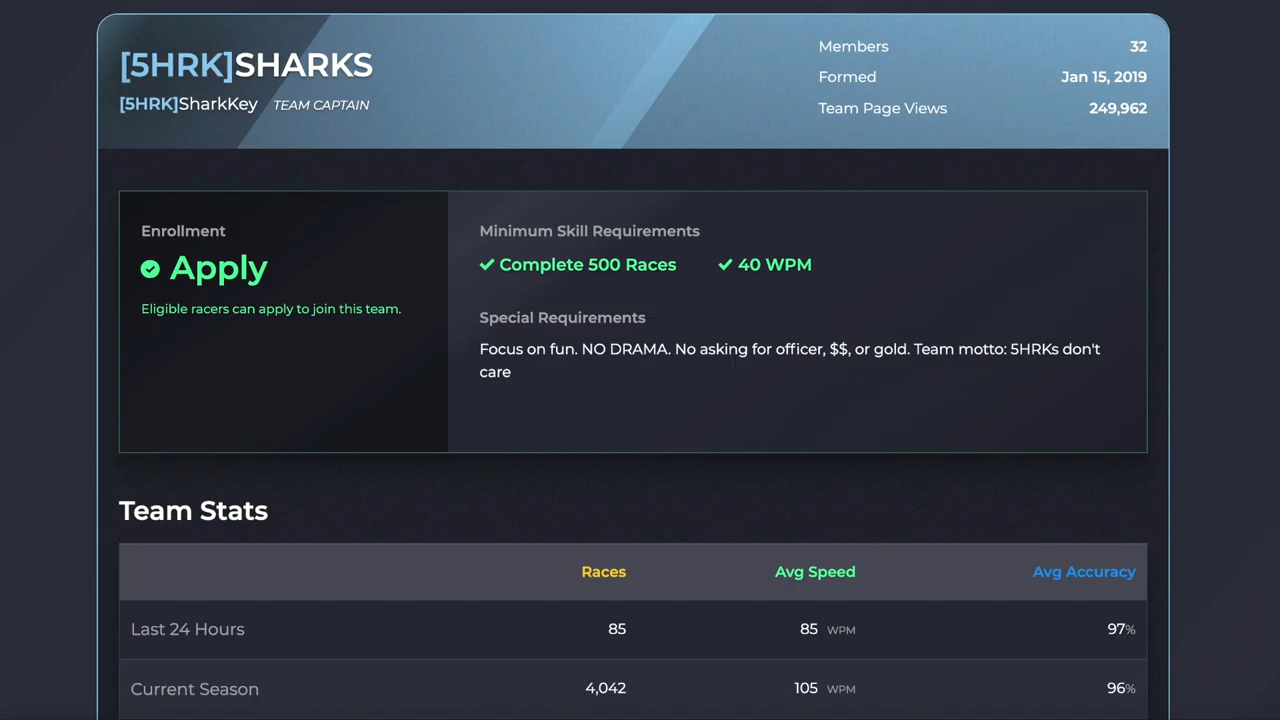 [5HRK]SHARKS
[5HRK]SharkKey TEAM CAPTAIN
Members 32
Formed Jan 15, 2019
Team Page Views 249,962
Enrollment
Apply
Eligible racers can apply to join this team.
Minimum Skill Requirements
Complete 500 Races 40 WPM
Special Requirements
Focus on fun. NO DRAMA. No asking for officer, $$, or gold. Team motto: 5HRKs don't
care
Team Stats
Races Avg Speed Avg Accuracy
Last 24 Hours 85 85 WPM 97%
Current Season 4,042 105 WPM 96%